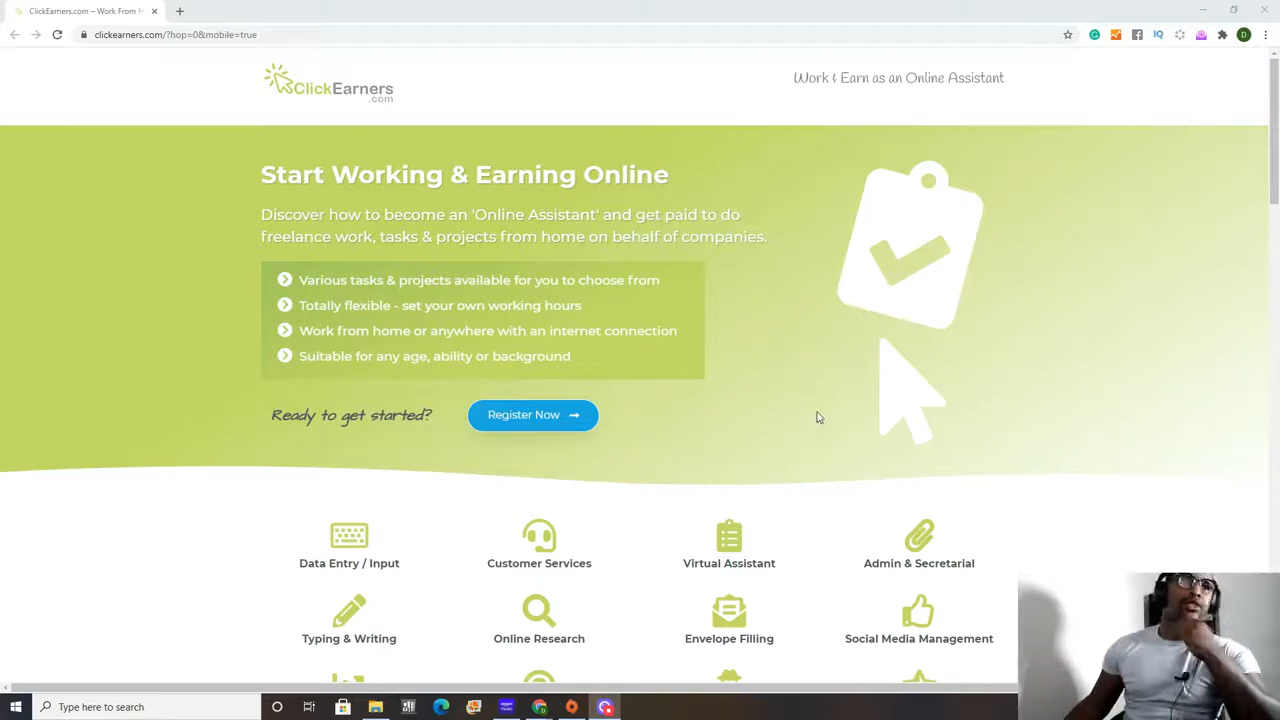 ClickEarners.com – Work From H
clickearners.com/?hop=0&mobile=true
ClickEarners
.com
Work & Earn as an Online Assistant
Start Working & Earning Online
Discover how to become an 'Online Assistant' and get paid to do
freelance work, tasks & projects from home on behalf of companies.
Various tasks & projects available for you to choose from
Totally flexible - set your own working hours
Work from home or anywhere with an internet connection
Suitable for any age, ability or background
Ready to get started?
Register Now
Data Entry / Input
Customer Services
Virtual Assistant
Admin & Secretarial
Typing & Writing
Online Research
Envelope Filling
Social Media Management
Type here to search